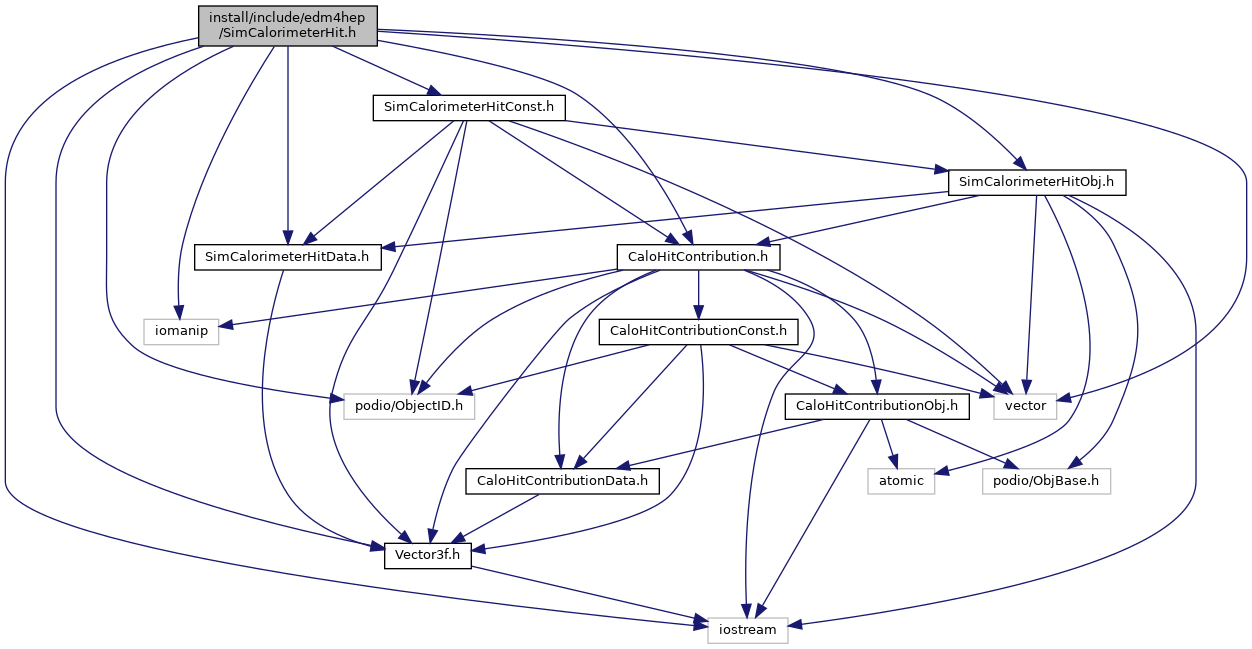 install/include/edm4hep
/SimCalorimeterHit.h
SimCalorimeterHitConst.h
SimCalorimeterHitObj.h
SimCalorimeterHitData.h
CaloHitContribution.h
iomanip
CaloHitContributionConst.h
podio/ObjectID.h
CaloHitContributionObj.h
vector
CaloHitContributionData.h
atomic
podio/ObjBase.h
Vector3f.h
iostream